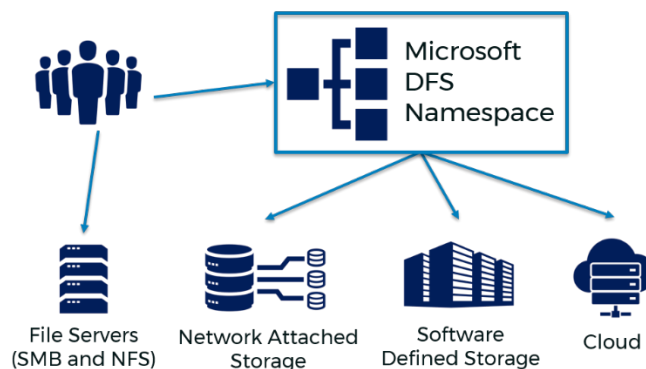 Microsoft
DFS
Namespace
File Servers
(SMB and NFS)
Network Attached
Storage
Software
Defined Storage
Cloud